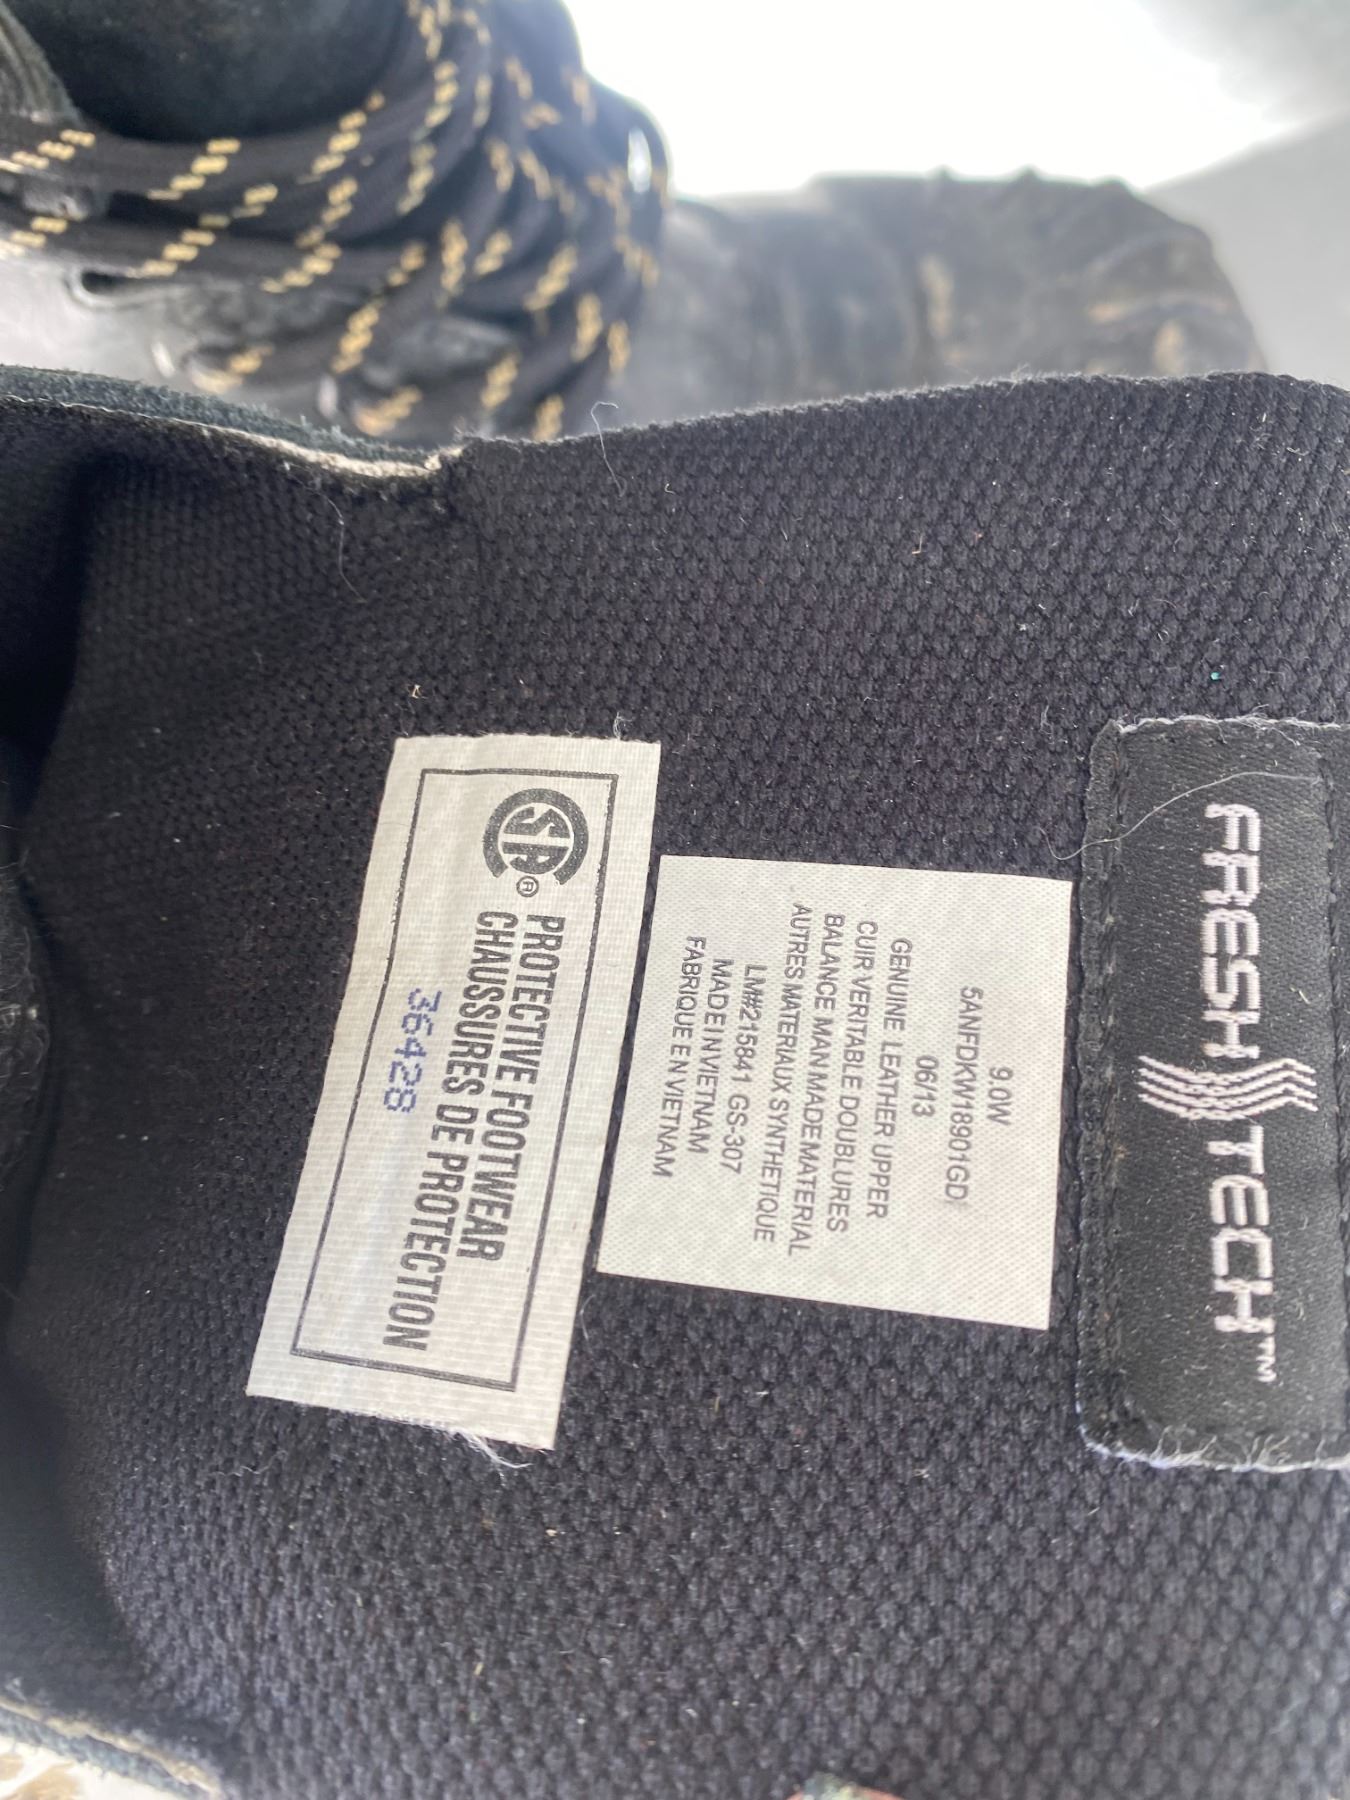 FRESH TECH™
9.0W
5ANFDKW18901GD
06/13
GENUINE LEATHER UPPER
CUIR VERITABLE DOUBLURES
BALANCE MAN MADE MATERIAL
AUTRES MATERIAUX SYNTHETIQUE
LM#215841 GS-307
MADE IN VIETNAM
FABRIQUE EN VIETNAM
CSA®
PROTECTIVE FOOTWEAR
CHAUSSURES DE PROTECTION
36428